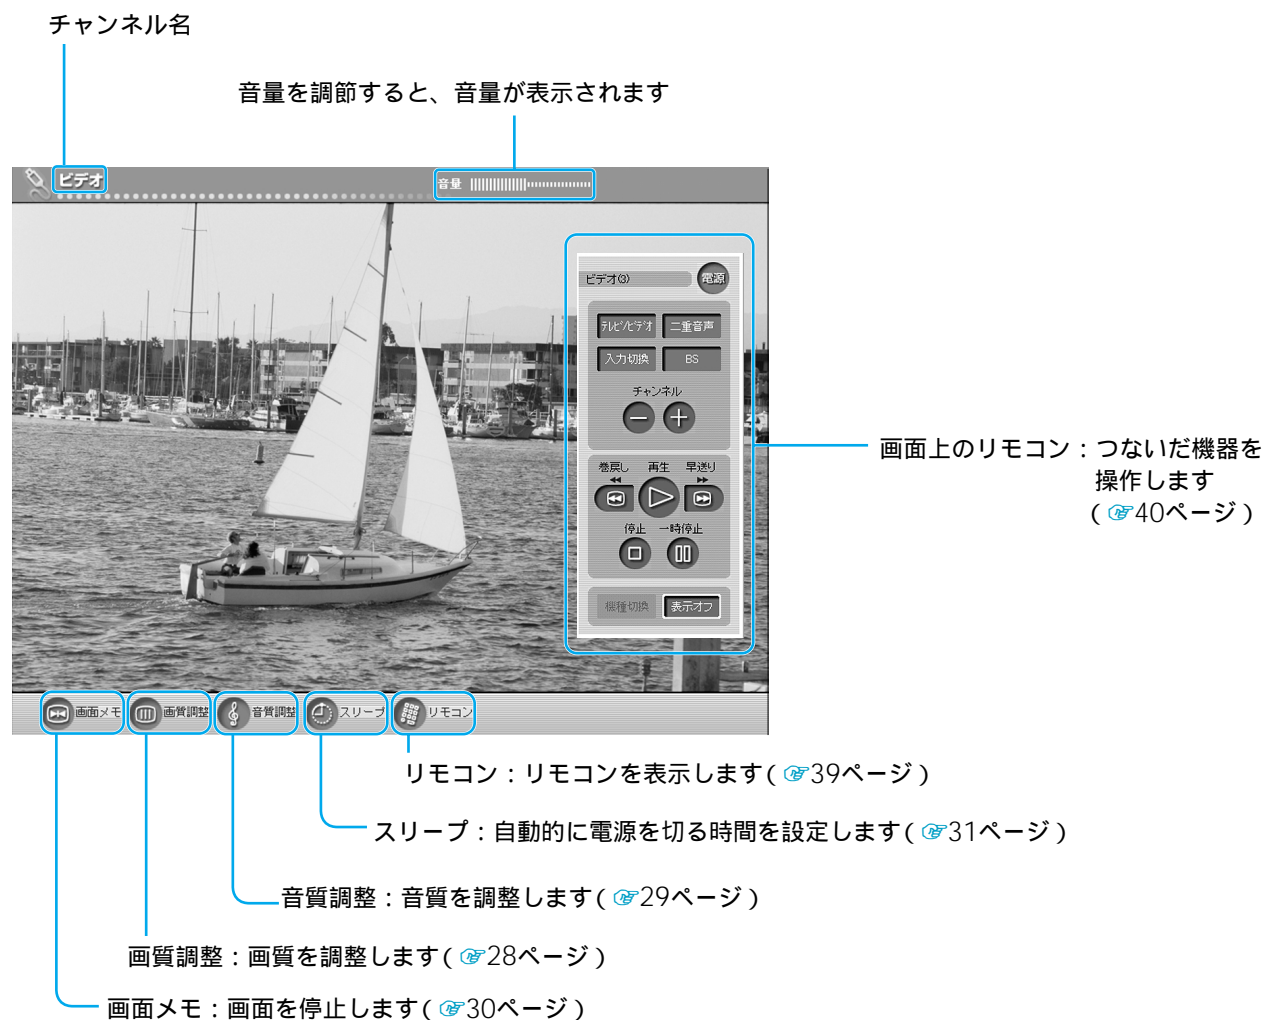 チャンネル名
音量を調節すると、音量が表示されます
ビデオ
音量
ビデオ(3)
電源
テレビ/ビデオ
二重音声
入力切換
BS
チャンネル
巻戻し 再生 早送り
停止 一時停止
機種切換
表示オフ
画面上のリモコン：つないだ機器を
操作します
(☞40ページ)
画面メモ
画質調整
音質調整
スリープ
リモコン
リモコン：リモコンを表示します(☞39ページ)
スリープ：自動的に電源を切る時間を設定します(☞31ページ)
音質調整：音質を調整します(☞29ページ)
画質調整：画質を調整します(☞28ページ)
画面メモ：画面を停止します(☞30ページ)